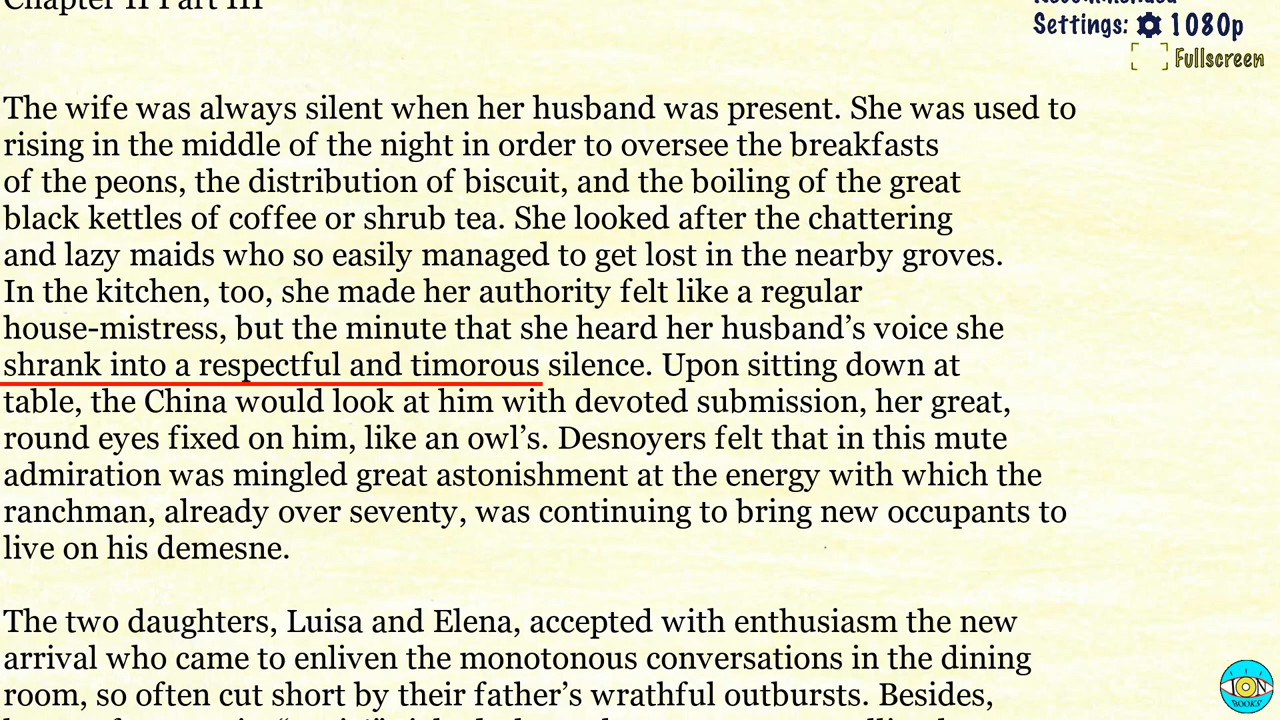 Chapter II Part III
Recommended
Settings: 1080p
Fullscreen
The wife was always silent when her husband was present. She was used to
rising in the middle of the night in order to oversee the breakfasts
of the peons, the distribution of biscuit, and the boiling of the great
black kettles of coffee or shrub tea. She looked after the chattering
and lazy maids who so easily managed to get lost in the nearby groves.
In the kitchen, too, she made her authority felt like a regular
house-mistress, but the minute that she heard her husband’s voice she
shrank into a respectful and timorous silence. Upon sitting down at
table, the China would look at him with devoted submission, her great,
round eyes fixed on him, like an owl’s. Desnoyers felt that in this mute
admiration was mingled great astonishment at the energy with which the
ranchman, already over seventy, was continuing to bring new occupants to
live on his demesne.
The two daughters, Luisa and Elena, accepted with enthusiasm the new
arrival who came to enliven the monotonous conversations in the dining
room, so often cut short by their father’s wrathful outbursts. Besides,
ION
BOOKS